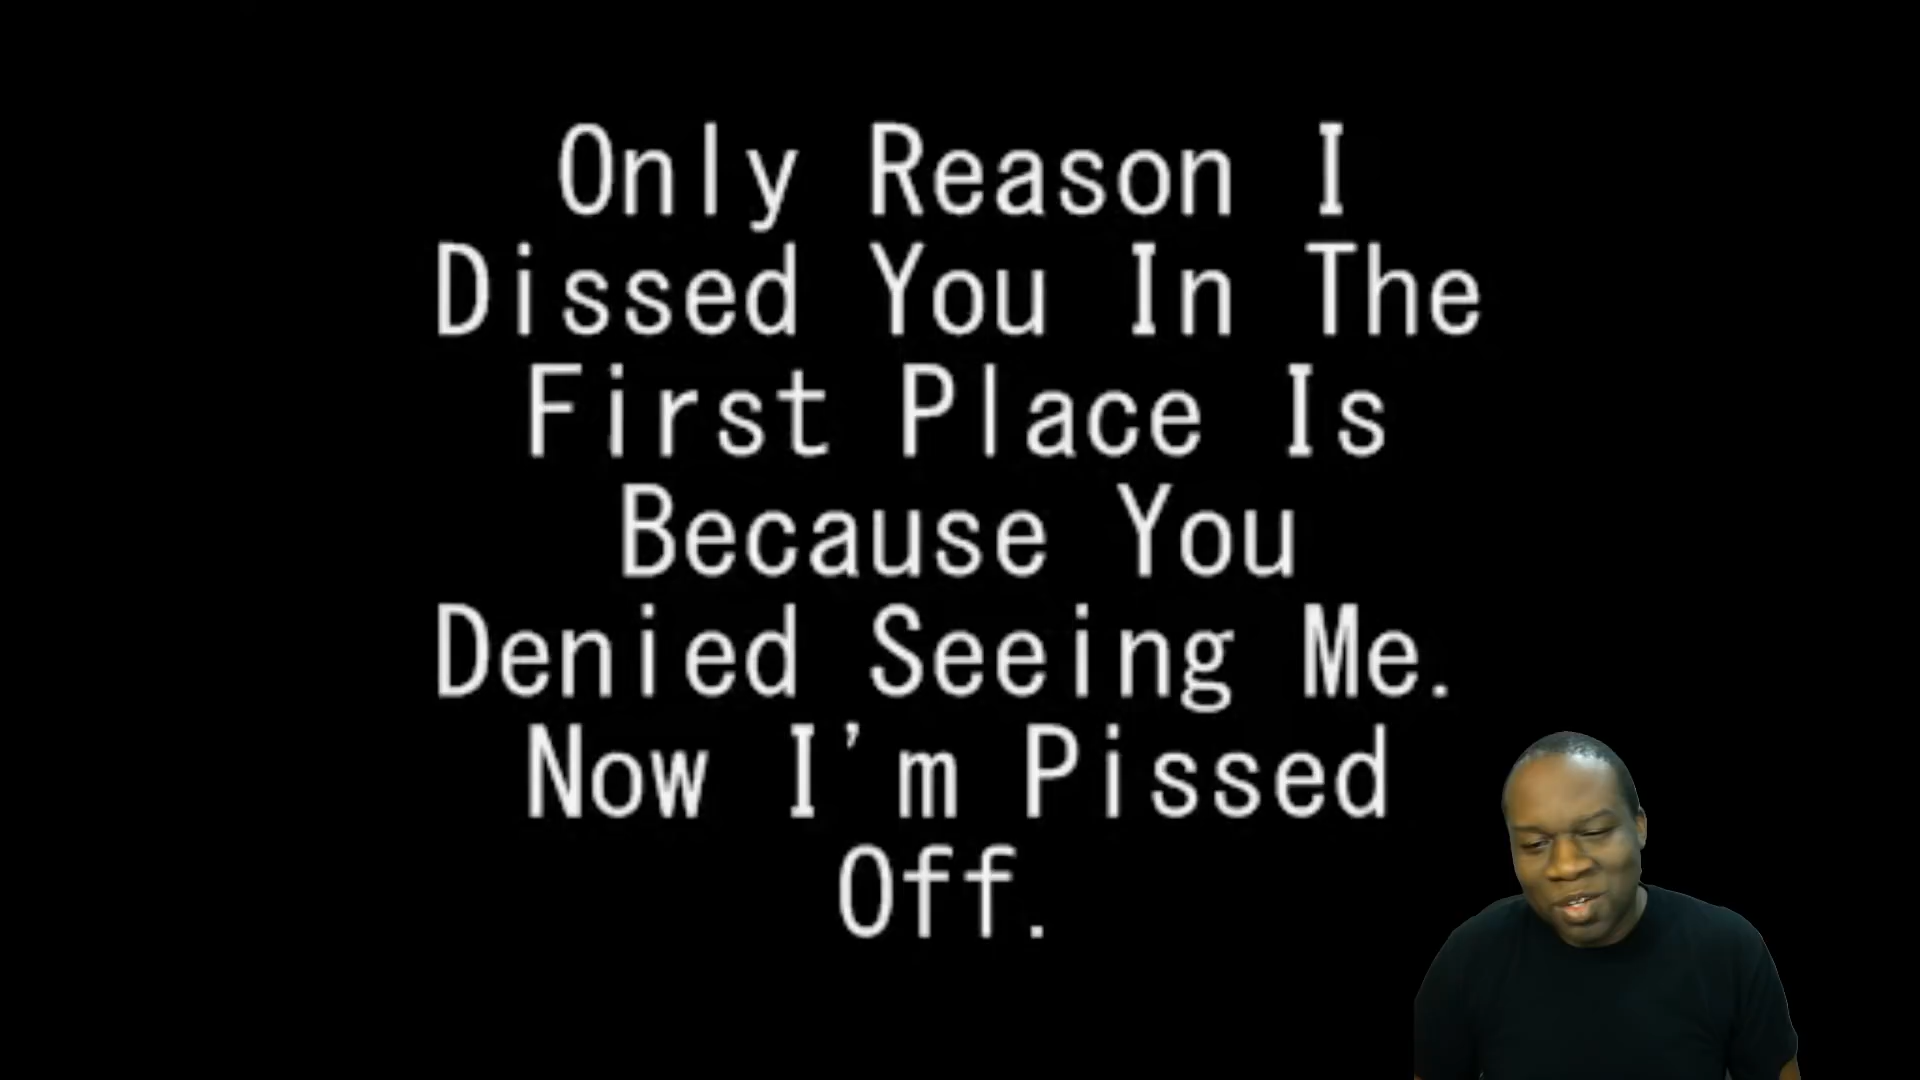 Only Reason I
Dissed You In The
First Place Is
Because You
Denied Seeing Me.
Now I'm Pissed
Off.